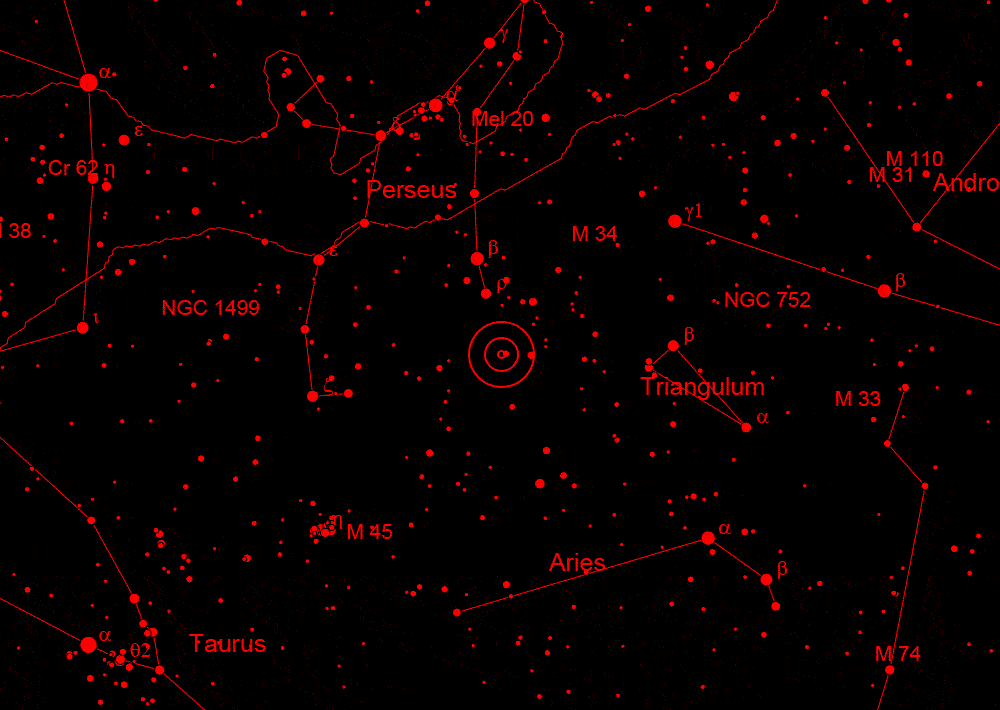 γ
α
α
ε
δ
Mel 20
Cr 62 η
M 110
M 31
Andro
Perseus
γ1
M 38
M 34
ε
β
ρ
β
NGC 1499
NGC 752
β
Triangulum
ξ
M 33
α
η
M 45
α
Aries
β
α
θ2
Taurus
M 74
ι